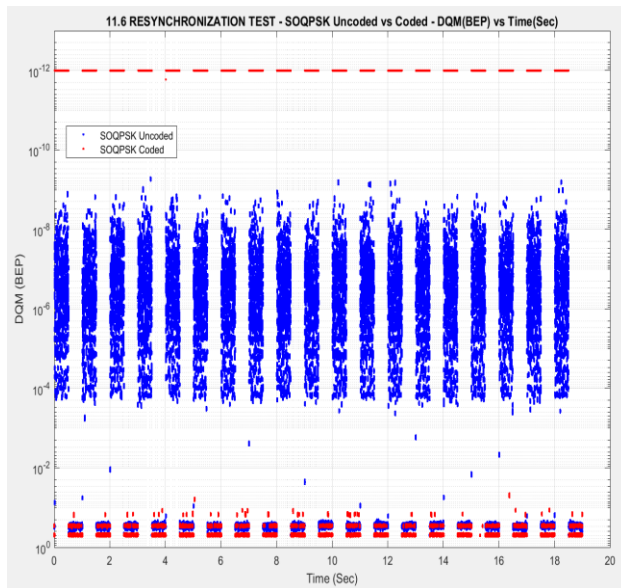 11.6 RESYNCHRONIZATION TEST - SOQPSK Uncoded vs Coded - DQM(BEP) vs Time(Sec)
10^-12
SOQPSK Uncoded
SOQPSK Coded
10^-10
10^-8
DQM (BEP)
10^-6
10^-4
10^-2
10^0
0 2 4 6 8 10 12 14 16 18 20
Time (Sec)